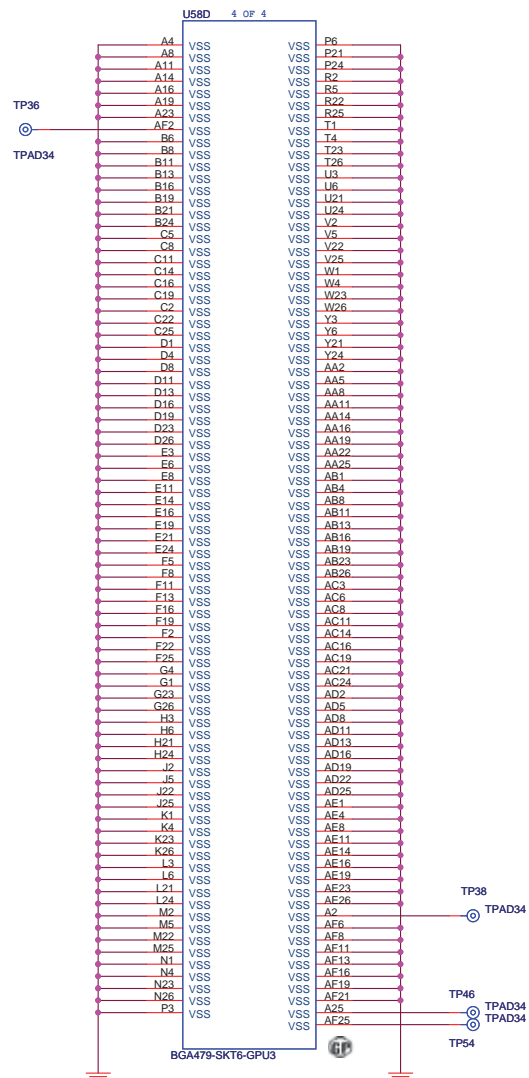 U58D 4 OF 4
A4 VSS VSS P6
A8 VSS VSS P21
A11 VSS VSS P24
A14 VSS VSS R2
A16 VSS VSS R5
A19 VSS VSS R22
TP36
A23 VSS VSS R25
AF2 VSS VSS T1
B6 VSS VSS T4
TPAD34
B8 VSS VSS T23
B11 VSS VSS T26
B13 VSS VSS U3
B16 VSS VSS U6
B19 VSS VSS U21
B21 VSS VSS U24
B24 VSS VSS V2
C5 VSS VSS V5
C8 VSS VSS V22
C11 VSS VSS V25
C14 VSS VSS W1
C16 VSS VSS W4
C19 VSS VSS W23
C2 VSS VSS W26
C22 VSS VSS Y3
C25 VSS VSS Y6
D1 VSS VSS Y21
D4 VSS VSS Y24
D8 VSS VSS AA2
D11 VSS VSS AA5
D13 VSS VSS AA8
D16 VSS VSS AA11
D19 VSS VSS AA14
D23 VSS VSS AA16
D26 VSS VSS AA19
E3 VSS VSS AA22
E6 VSS VSS AA25
E8 VSS VSS AB1
E11 VSS VSS AB4
E14 VSS VSS AB8
E16 VSS VSS AB11
E19 VSS VSS AB13
E21 VSS VSS AB16
E24 VSS VSS AB19
F5 VSS VSS AB23
F8 VSS VSS AB26
F11 VSS VSS AC3
F13 VSS VSS AC6
F16 VSS VSS AC8
F19 VSS VSS AC11
F2 VSS VSS AC14
F22 VSS VSS AC16
F25 VSS VSS AC19
G4 VSS VSS AC21
G1 VSS VSS AC24
G23 VSS VSS AD2
G26 VSS VSS AD5
H3 VSS VSS AD8
H6 VSS VSS AD11
H21 VSS VSS AD13
H24 VSS VSS AD16
J2 VSS VSS AD19
J5 VSS VSS AD22
J22 VSS VSS AD25
J25 VSS VSS AE1
K1 VSS VSS AE4
K4 VSS VSS AE8
K23 VSS VSS AE11
K26 VSS VSS AE14
L3 VSS VSS AE16
L6 VSS VSS AE19
L21 VSS VSS AE23
TP38
L24 VSS VSS AE26
M2 VSS VSS A2 TPAD34
M5 VSS VSS AF6
M22 VSS VSS AF8
M25 VSS VSS AF11
N1 VSS VSS AF13
N4 VSS VSS AF16
N23 VSS VSS AF19
TP46
N26 VSS VSS AF21
P3 VSS VSS A25 TPAD34
VSS AF25 TPAD34
TP54
BGA479-SKT6-GPU3
GP